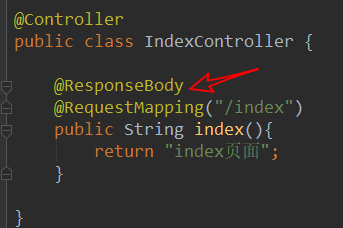 @Controller
public class IndexController {
@ResponseBody
@RequestMapping("/index")
public String index(){
return "index页面";
}
}